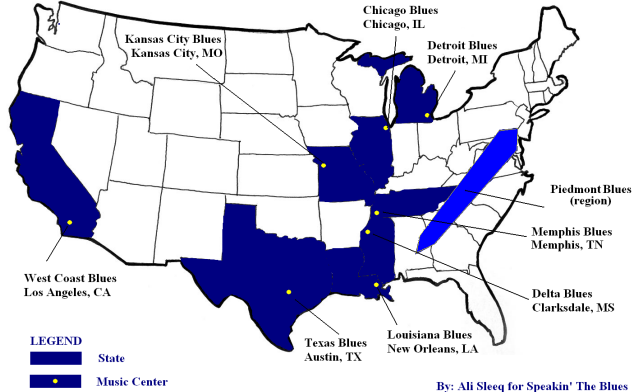 Chicago Blues
Chicago, IL
Kansas City Blues
Kansas City, MO
Detroit Blues
Detroit, MI
Piedmont Blues
(region)
Memphis Blues
Memphis, TN
West Coast Blues
Los Angeles, CA
Delta Blues
Clarksdale, MS
Louisiana Blues
New Orleans, LA
Texas Blues
Austin, TX
LEGEND
State
Music Center
By: Ali Sleeq for Speakin' The Blues